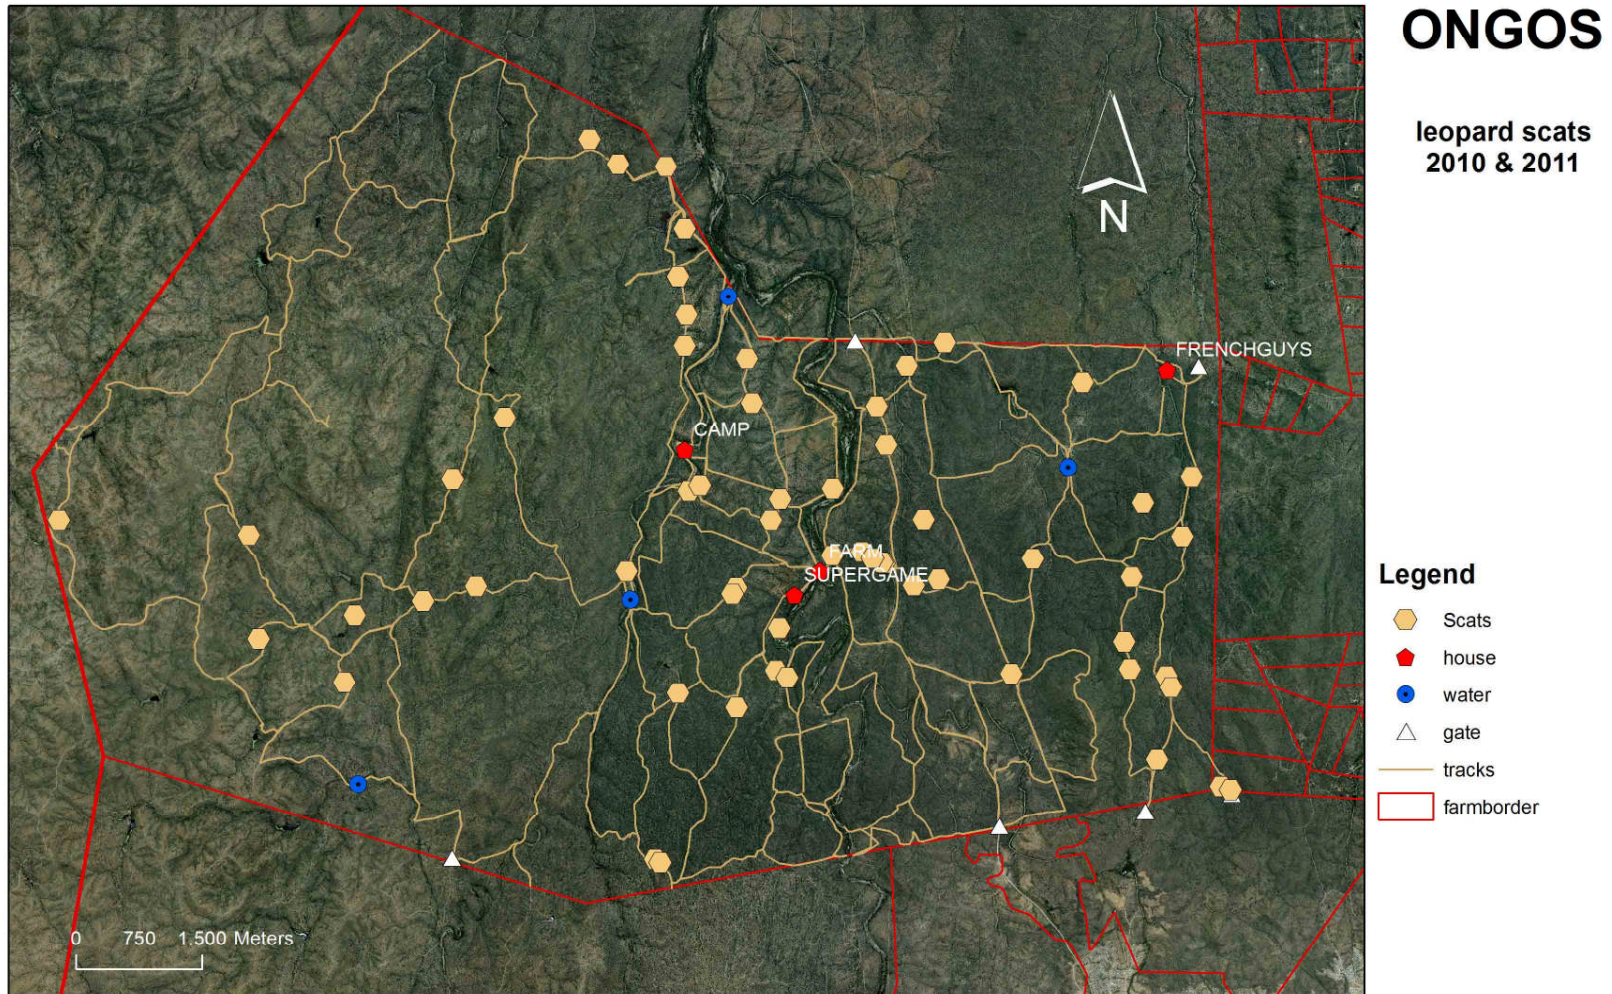 ONGOS
leopard scats
2010 & 2011
N
FRENCHGUYS
CAMP
FARM
SUPERGAME
Legend
Scats
house
water
gate
tracks
farmborder
0 750 1.500 Meters